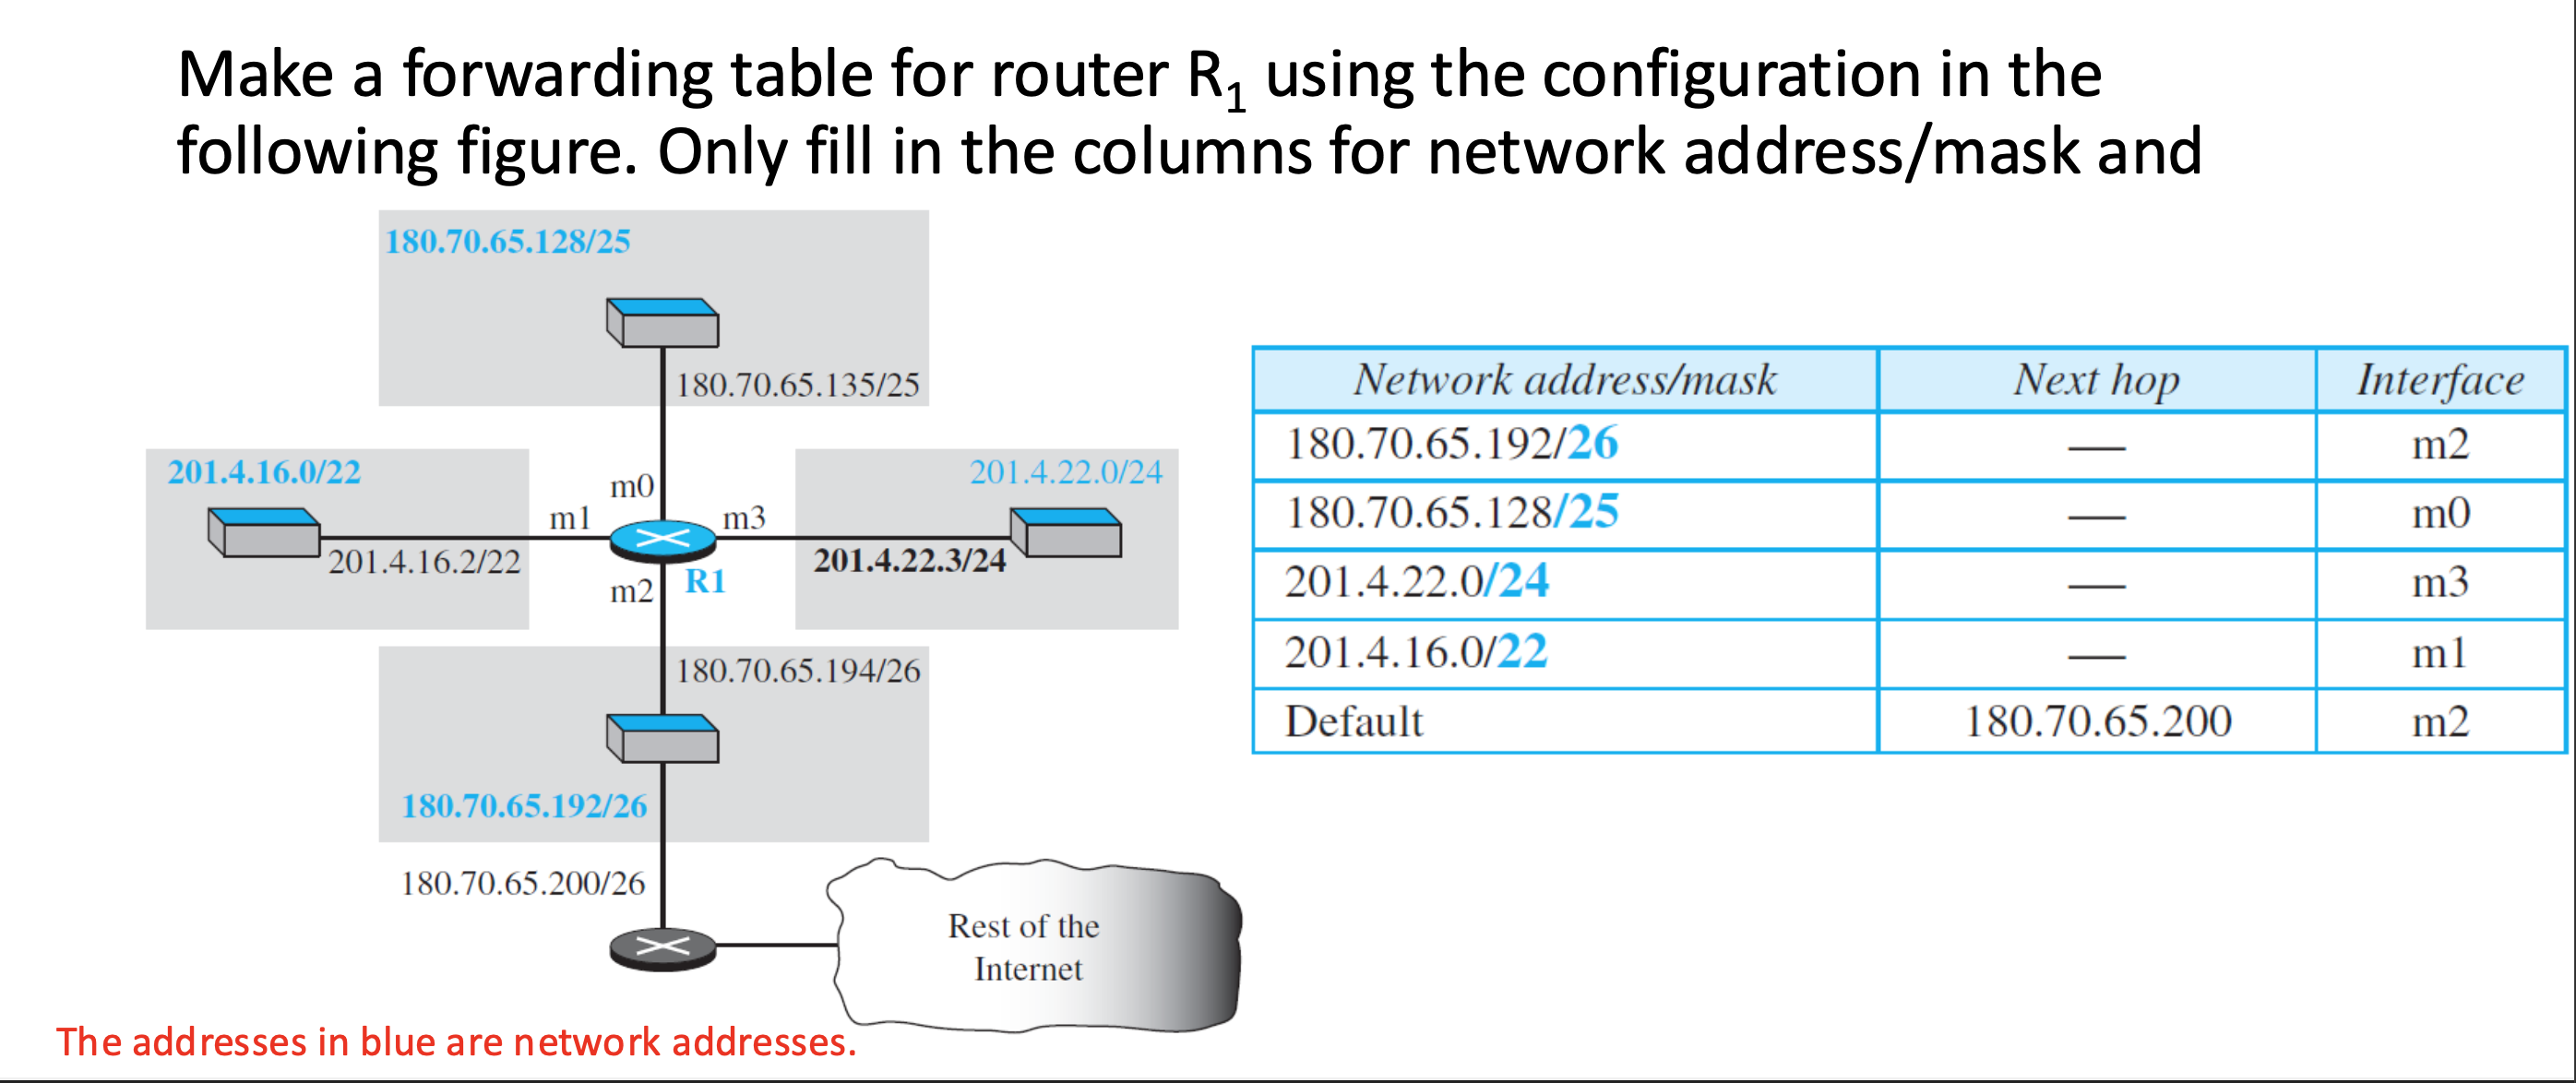 Make a forwarding table for router R1 using the configuration in the
following figure. Only fill in the columns for network address/mask and
180.70.65.128/25
180.70.65.135/25
201.4.16.0/22
m0
201.4.22.0/24
m1
m3
201.4.16.2/22
201.4.22.3/24
m2
R1
180.70.65.194/26
180.70.65.192/26
180.70.65.200/26
Rest of the
Internet
Network address/mask Next hop Interface
180.70.65.192/26 — m2
180.70.65.128/25 — m0
201.4.22.0/24 — m3
201.4.16.0/22 — m1
Default 180.70.65.200 m2
The addresses in blue are network addresses.